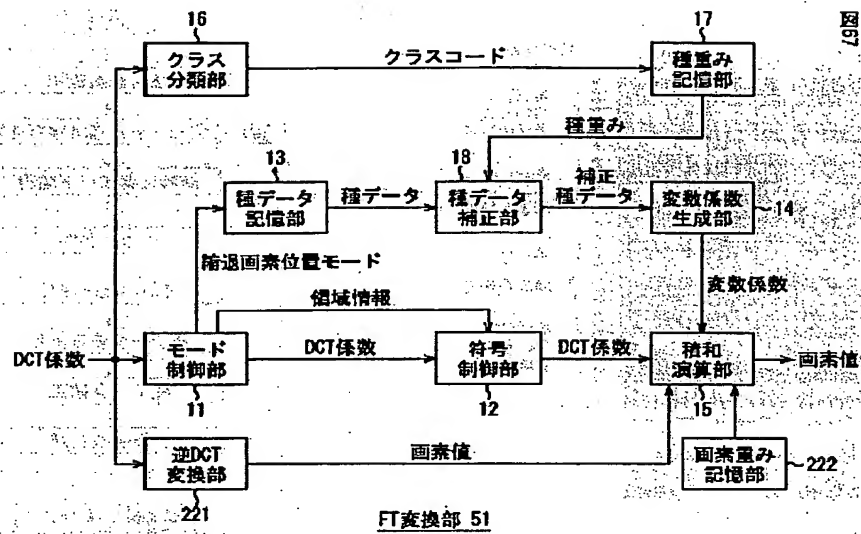 図67
16
クラス
分類部
クラスコード
17
種重み
記憶部
種重み
13
種データ
記憶部
種データ
18
種データ
補正部
補正
種データ
変数係数
生成部
14
縮退画素位置モード
変数係数
領域情報
DCT係数
モード
制御部
11
DCT係数
符号
制御部
12
DCT係数
積和
演算部
15
画素値
逆DCT
変換部
221
画素値
画素重み
記憶部
222
FT変換部 51